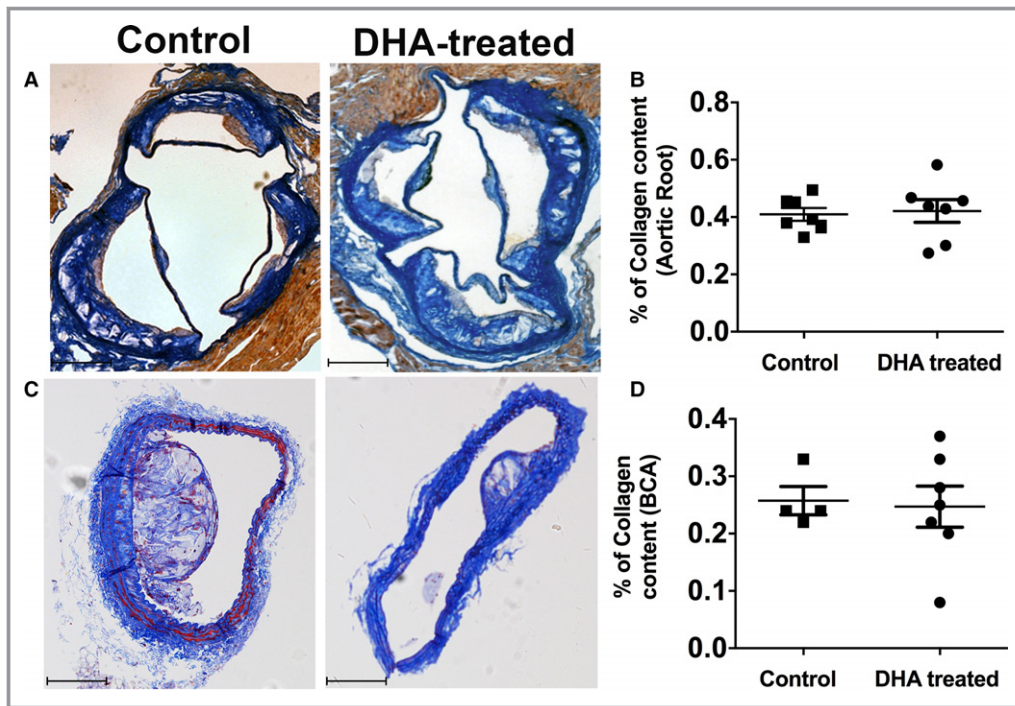 Control
DHA-treated
A
B
% of Collagen content
(Aortic Root)
0.8
0.6
0.4
0.2
0.0
Control
DHA treated
C
D
% of Collagen
content (BCA)
0.4
0.3
0.2
0.1
0.0
Control
DHA treated